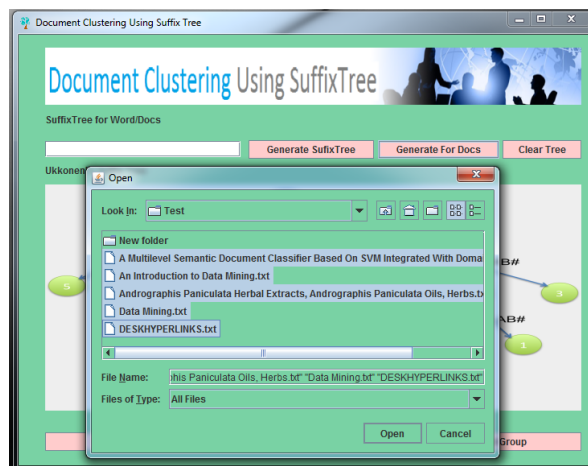 Document Clustering Using Suffix Tree
Document Clustering Using SuffixTree
SuffixTree for Word/Docs
Generate SufixTree Generate For Docs Clear Tree
Ukkonen
Open
Look In: Test
New folder
A Multilevel Semantic Document Classifier Based On SVM Integrated With Doma
An Introduction to Data Mining.txt
Andrographis Paniculata Herbal Extracts, Andrographis Paniculata Oils, Herbs.tx
Data Mining.txt
DESKHYPERLINKS.txt
File Name: his Paniculata Oils, Herbs.txt" "Data Mining.txt" "DESKHYPERLINKS.txt"
Files of Type: All Files
Open Cancel
5
B#
3
AB#
1
Group